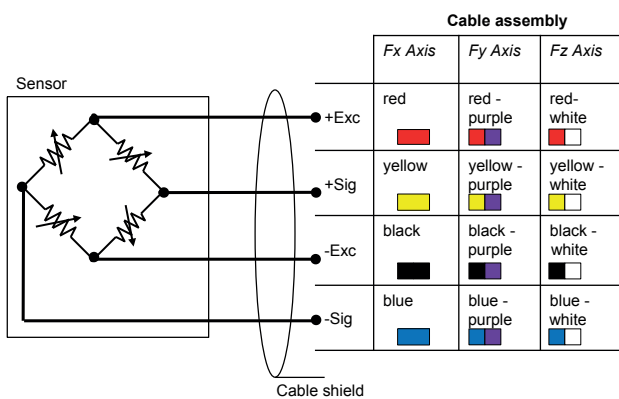 Cable assembly
Fx Axis Fy Axis Fz Axis
Sensor
+Exc red red - purple red- white
+Sig yellow yellow - purple yellow - white
-Exc black black - purple black - white
-Sig blue blue - purple blue - white
Cable shield